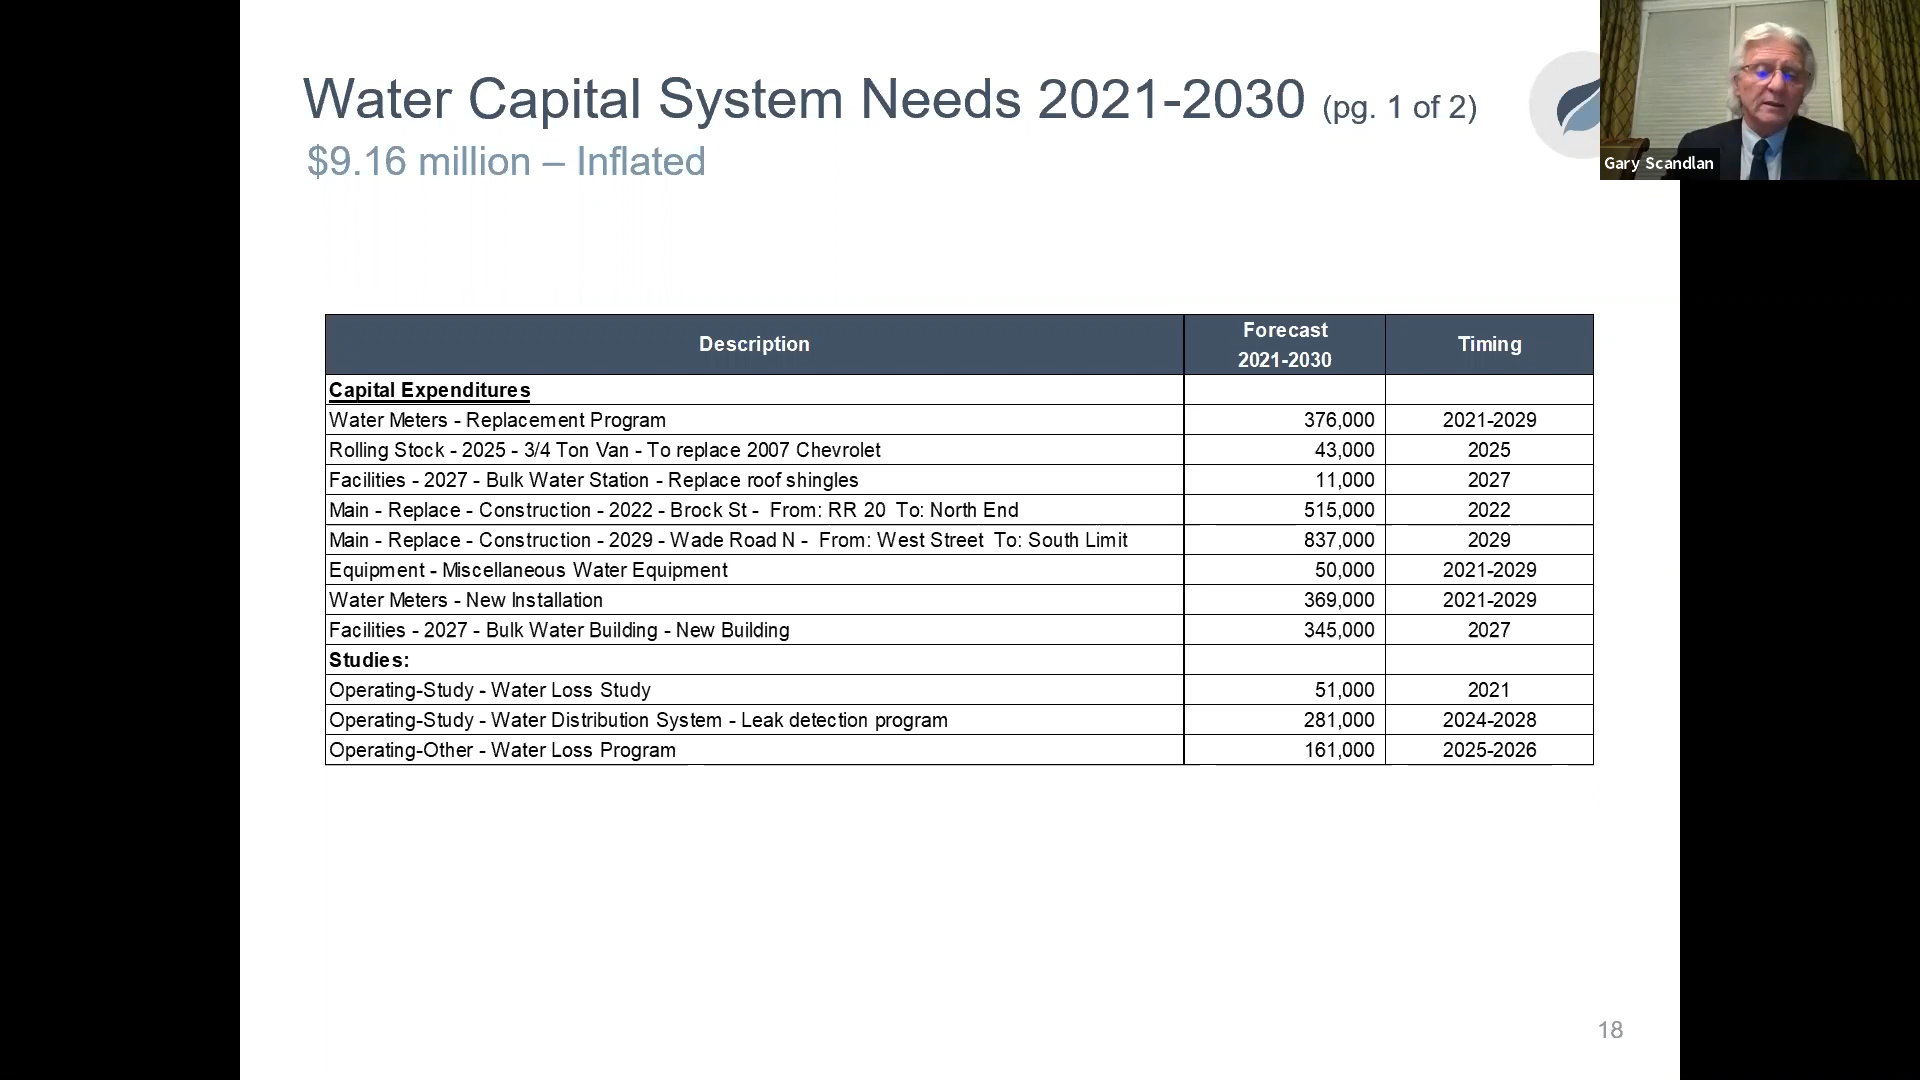 Water Capital System Needs 2021-2030 (pg. 1 of 2)
$9.16 million – Inflated
Gary Scandlan
Description Forecast 2021-2030 Timing
Capital Expenditures
Water Meters - Replacement Program 376,000 2021-2029
Rolling Stock - 2025 - 3/4 Ton Van - To replace 2007 Chevrolet 43,000 2025
Facilities - 2027 - Bulk Water Station - Replace roof shingles 11,000 2027
Main - Replace - Construction - 2022 - Brock St - From: RR 20 To: North End 515,000 2022
Main - Replace - Construction - 2029 - Wade Road N - From: West Street To: South Limit 837,000 2029
Equipment - Miscellaneous Water Equipment 50,000 2021-2029
Water Meters - New Installation 369,000 2021-2029
Facilities - 2027 - Bulk Water Building - New Building 345,000 2027
Studies:
Operating-Study - Water Loss Study 51,000 2021
Operating-Study - Water Distribution System - Leak detection program 281,000 2024-2028
Operating-Other - Water Loss Program 161,000 2025-2026
18